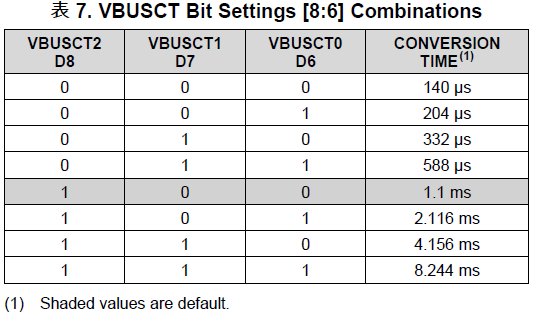 表 7. VBUSCT Bit Settings [8:6] Combinations
VBUSCT2 D8 VBUSCT1 D7 VBUSCT0 D6 CONVERSION TIME(1)
0 0 0 140 µs
0 0 1 204 µs
0 1 0 332 µs
0 1 1 588 µs
1 0 0 1.1 ms
1 0 1 2.116 ms
1 1 0 4.156 ms
1 1 1 8.244 ms
(1) Shaded values are default.